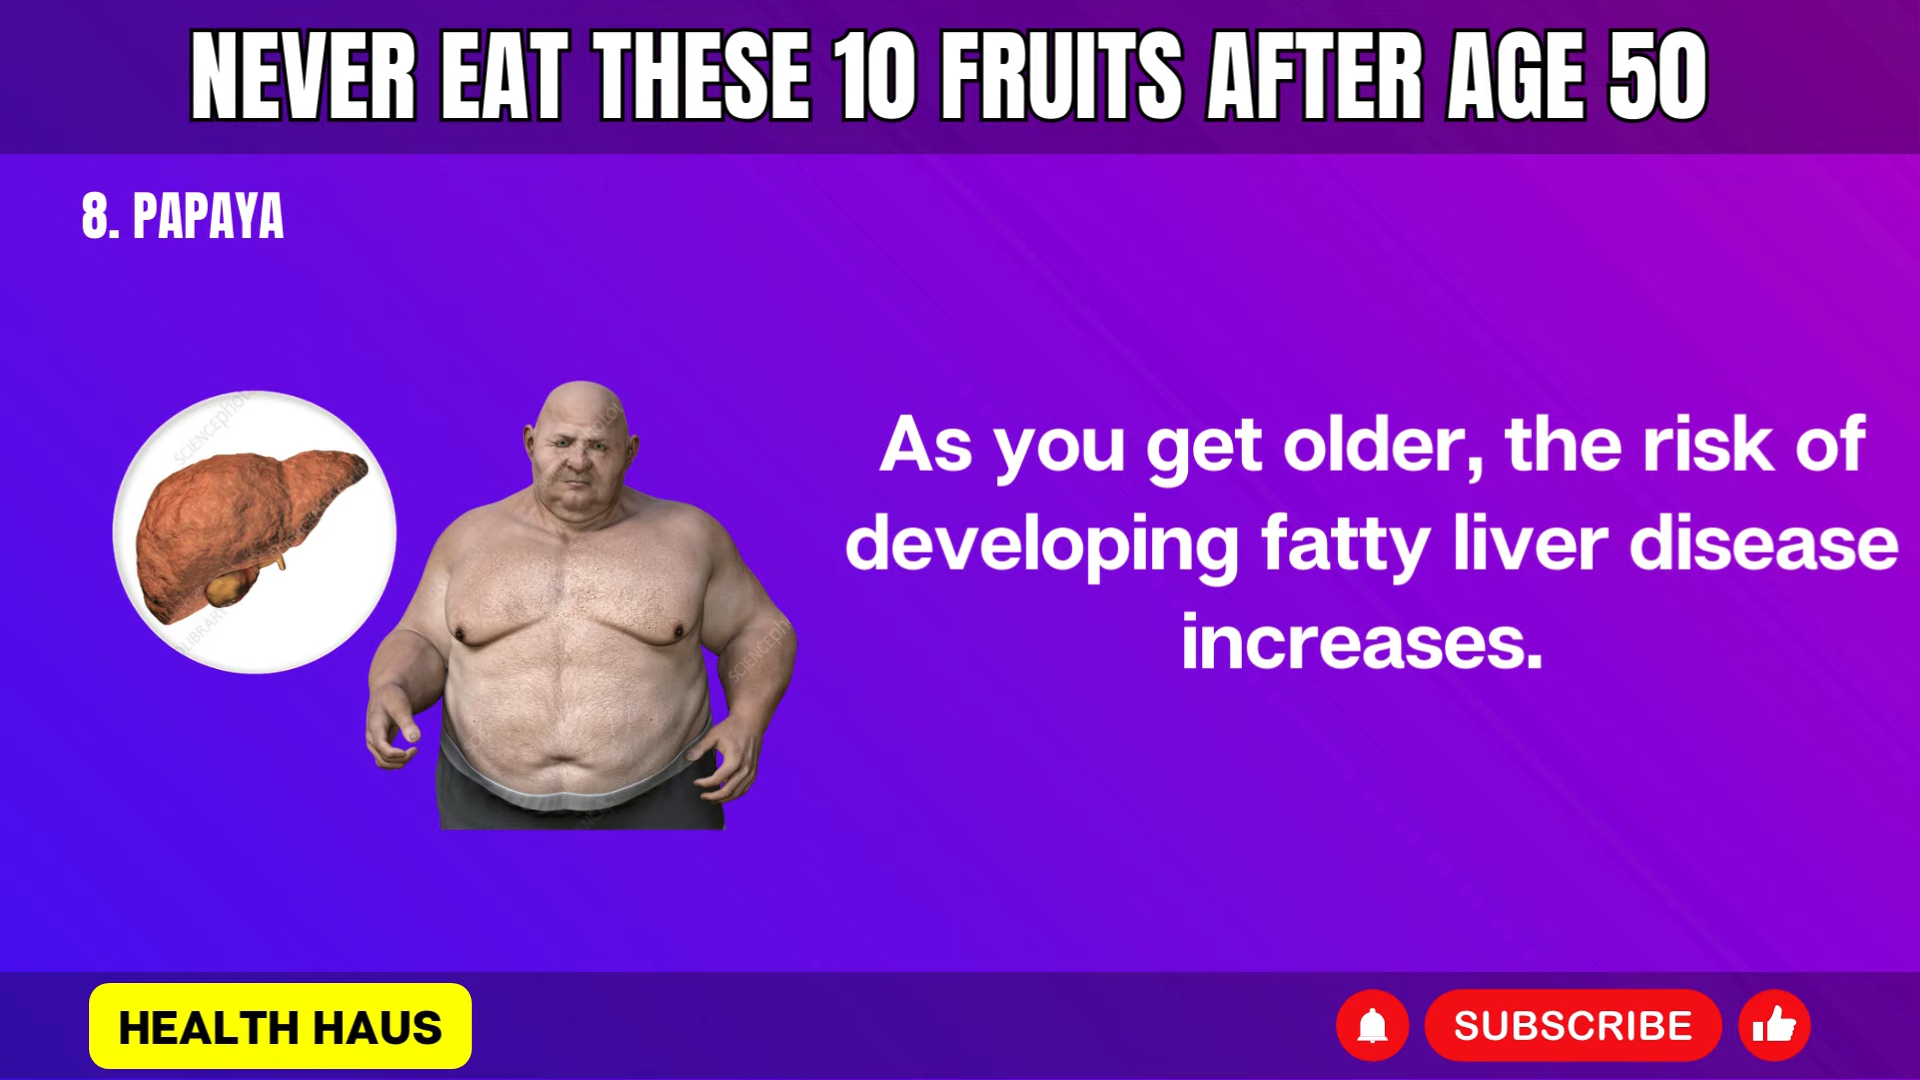 NEVER EAT THESE 10 FRUITS AFTER AGE 50
8. PAPAYA
As you get older, the risk of
developing fatty liver disease
increases.
HEALTH HAUS
SUBSCRIBE